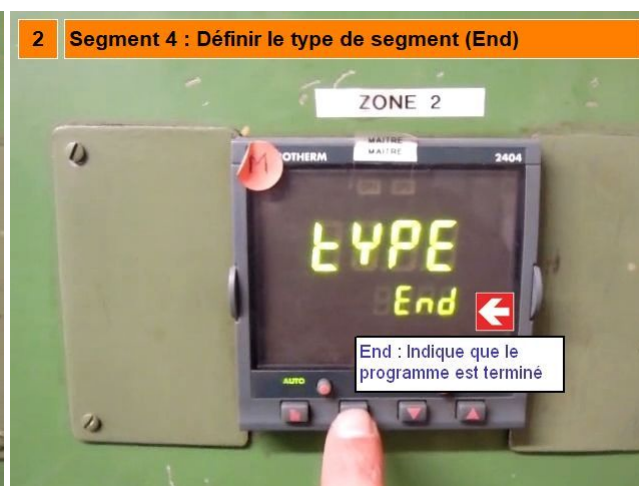 2 Segment 4 : Définir le type de segment (End)
ZONE 2
MAITRE
MAITRE
M
OTHERM
2404
tYPE
End
End : Indique que le
programme est terminé
AUTO